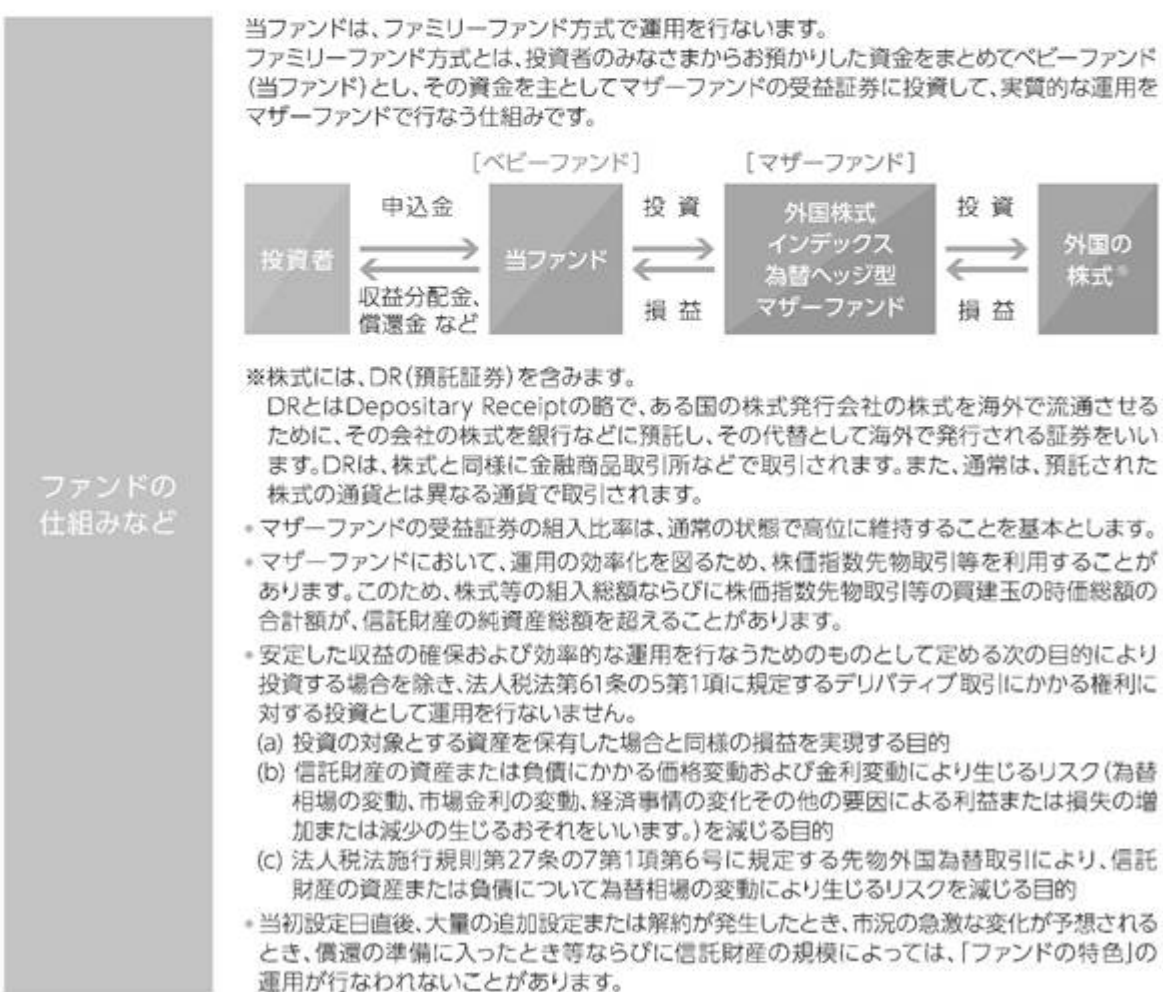 当ファンドは、ファミリーファンド方式で運用を行ないます。
ファミリーファンド方式とは、投資者のみなさまからお預かりした資金をまとめてベビーファンド
(当ファンド)とし、その資金を主としてマザーファンドの受益証券に投資して、実質的な運用を
マザーファンドで行なう仕組みです。
[ベビーファンド]
[マザーファンド]
投資者
申込金
収益分配金、
償還金 など
当ファンド
投 資
損 益
外国株式
インデックス
為替ヘッジ型
マザーファンド
投 資
損 益
外国の
株式※
※株式には、DR(預託証券)を含みます。
DRとはDepositary Receiptの略で、ある国の株式発行会社の株式を海外で流通させる
ために、その会社の株式を銀行などに預託し、その代替として海外で発行される証券をいい
ます。DRは、株式と同様に金融商品取引所などで取引されます。また、通常は、預託された
株式の通貨とは異なる通貨で取引されます。
ファンドの
仕組みなど
• マザーファンドの受益証券の組入比率は、通常の状態で高位に維持することを基本とします。
• マザーファンドにおいて、運用の効率化を図るため、株価指数先物取引等を利用することが
あります。このため、株式等の組入総額ならびに株価指数先物取引等の買建玉の時価総額の
合計額が、信託財産の純資産総額を超えることがあります。
• 安定した収益の確保および効率的な運用を行なうためのものとして定める次の目的により
投資する場合を除き、法人税法第61条の5第1項に規定するデリバティブ取引にかかる権利に
対する投資として運用を行ないません。
(a) 投資の対象とする資産を保有した場合と同様の損益を実現する目的
(b) 信託財産の資産または負債にかかる価格変動および金利変動により生じるリスク(為替
相場の変動、市場金利の変動、経済事情の変化その他の要因による利益または損失の増
加または減少の生じるおそれをいいます。)を減じる目的
(c) 法人税法施行規則第27条の7第1項第6号に規定する先物外国為替取引により、信託
財産の資産または負債について為替相場の変動により生じるリスクを減じる目的
• 当初設定日直後、大量の追加設定または解約が発生したとき、市況の急激な変化が予想される
とき、償還の準備に入ったとき等ならびに信託財産の規模によっては、「ファンドの特色」の
運用が行なわれないことがあります。